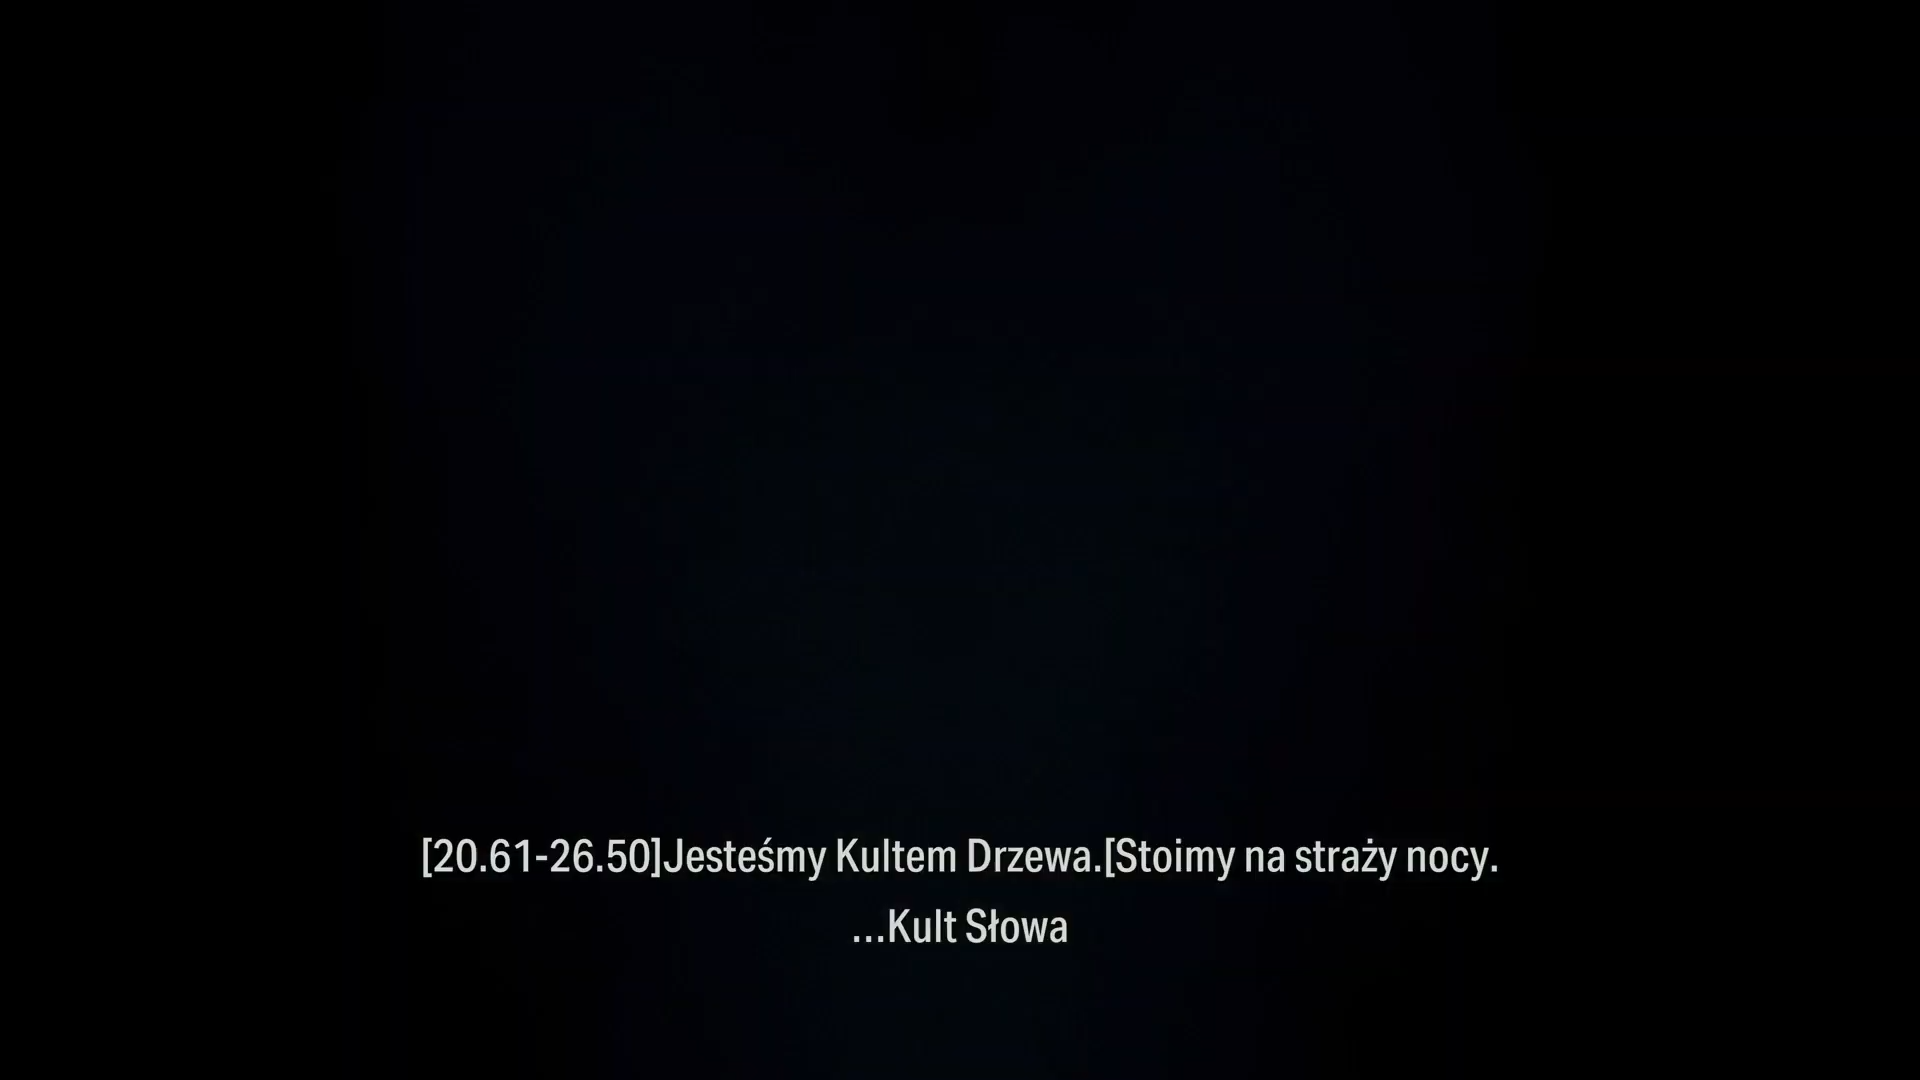 [20.61-26.50]Jesteśmy Kultem Drzewa.[Stoimy na straży nocy.
...Kult Słowa